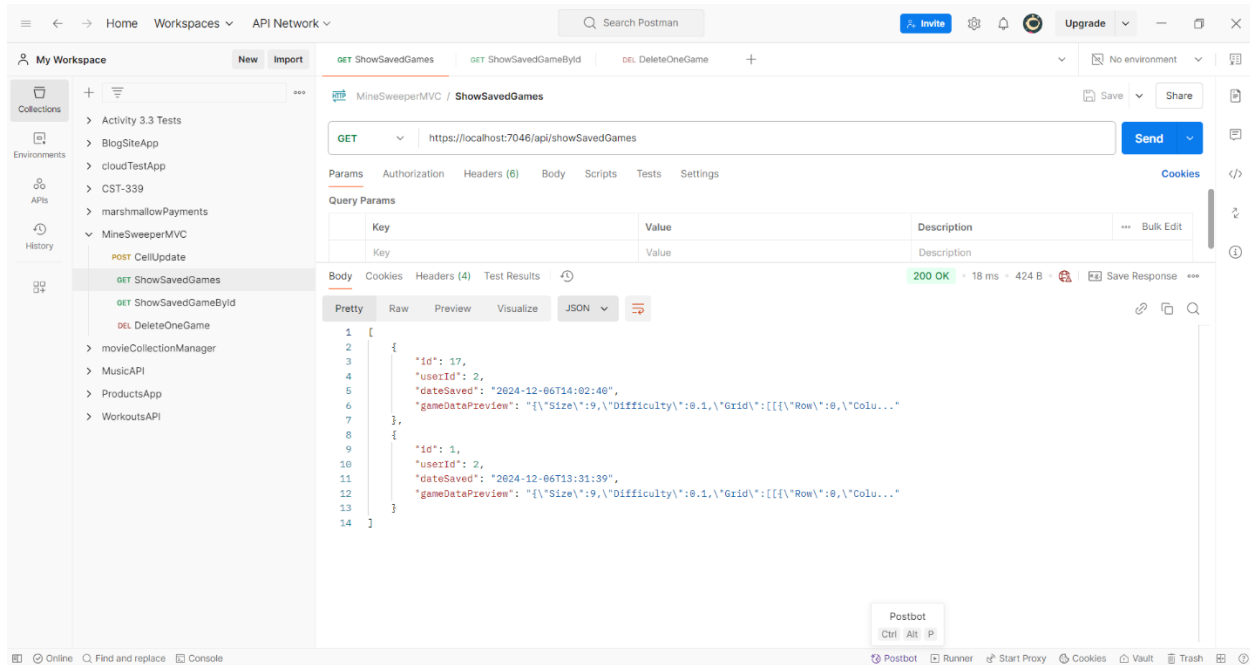 Home Workspaces API Network Search Postman Invite Upgrade
My Workspace New Import GET ShowSavedGames GET ShowSavedGameById DEL DeleteOneGame No environment
Collections
Environments
APIs
History
Activity 3.3 Tests
BlogSiteApp
cloudTestApp
CST-339
marshmallowPayments
MineSweeperMVC
POST CellUpdate
GET ShowSavedGames
GET ShowSavedGameById
DEL DeleteOneGame
movieCollectionManager
MusicAPI
ProductsApp
WorkoutsAPI
HTTP MineSweeperMVC / ShowSavedGames Save Share
GET https://localhost:7046/api/showSavedGames Send
Params Authorization Headers (6) Body Scripts Tests Settings Cookies
Query Params
Key Value Description Bulk Edit
Key Value Description
Body Cookies Headers (4) Test Results 200 OK 18 ms 424 B Save Response
Pretty Raw Preview Visualize JSON
1 [
2 {
3 "id": 17,
4 "userId": 2,
5 "dateSaved": "2024-12-06T14:02:40",
6 "gameDataPreview": "{\"Size\":9,\"Difficulty\":0.1,\"Grid\":[[{\"Row\":0,\"Colu..."
7 },
8 {
9 "id": 1,
10 "userId": 2,
11 "dateSaved": "2024-12-06T13:31:39",
12 "gameDataPreview": "{\"Size\":9,\"Difficulty\":0.1,\"Grid\":[[{\"Row\":0,\"Colu..."
13 }
14 ]
Postbot
Ctrl Alt P
Online Find and replace Console Postbot Runner Start Proxy Cookies Vault Trash